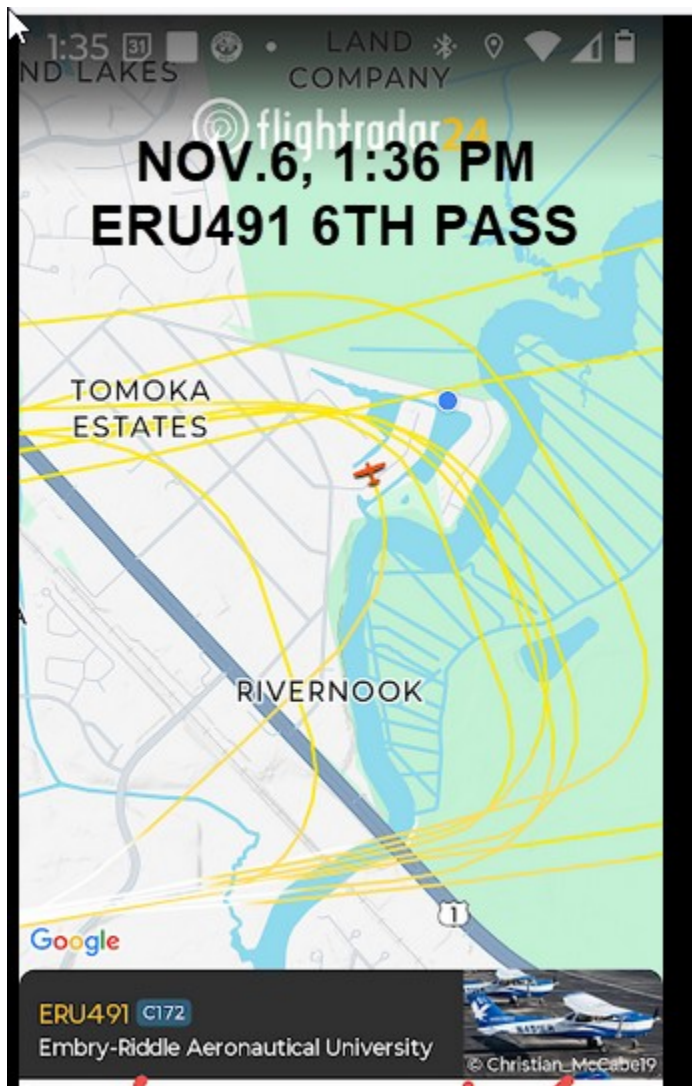 1:35 31
LAND
COMPANY
ND LAKES
flightradar24
NOV.6, 1:36 PM
ERU491 6TH PASS
TOMOKA
ESTATES
A
RIVERNOOK
1
Google
ERU491 C172
Embry-Riddle Aeronautical University
© Christian_McCabe19